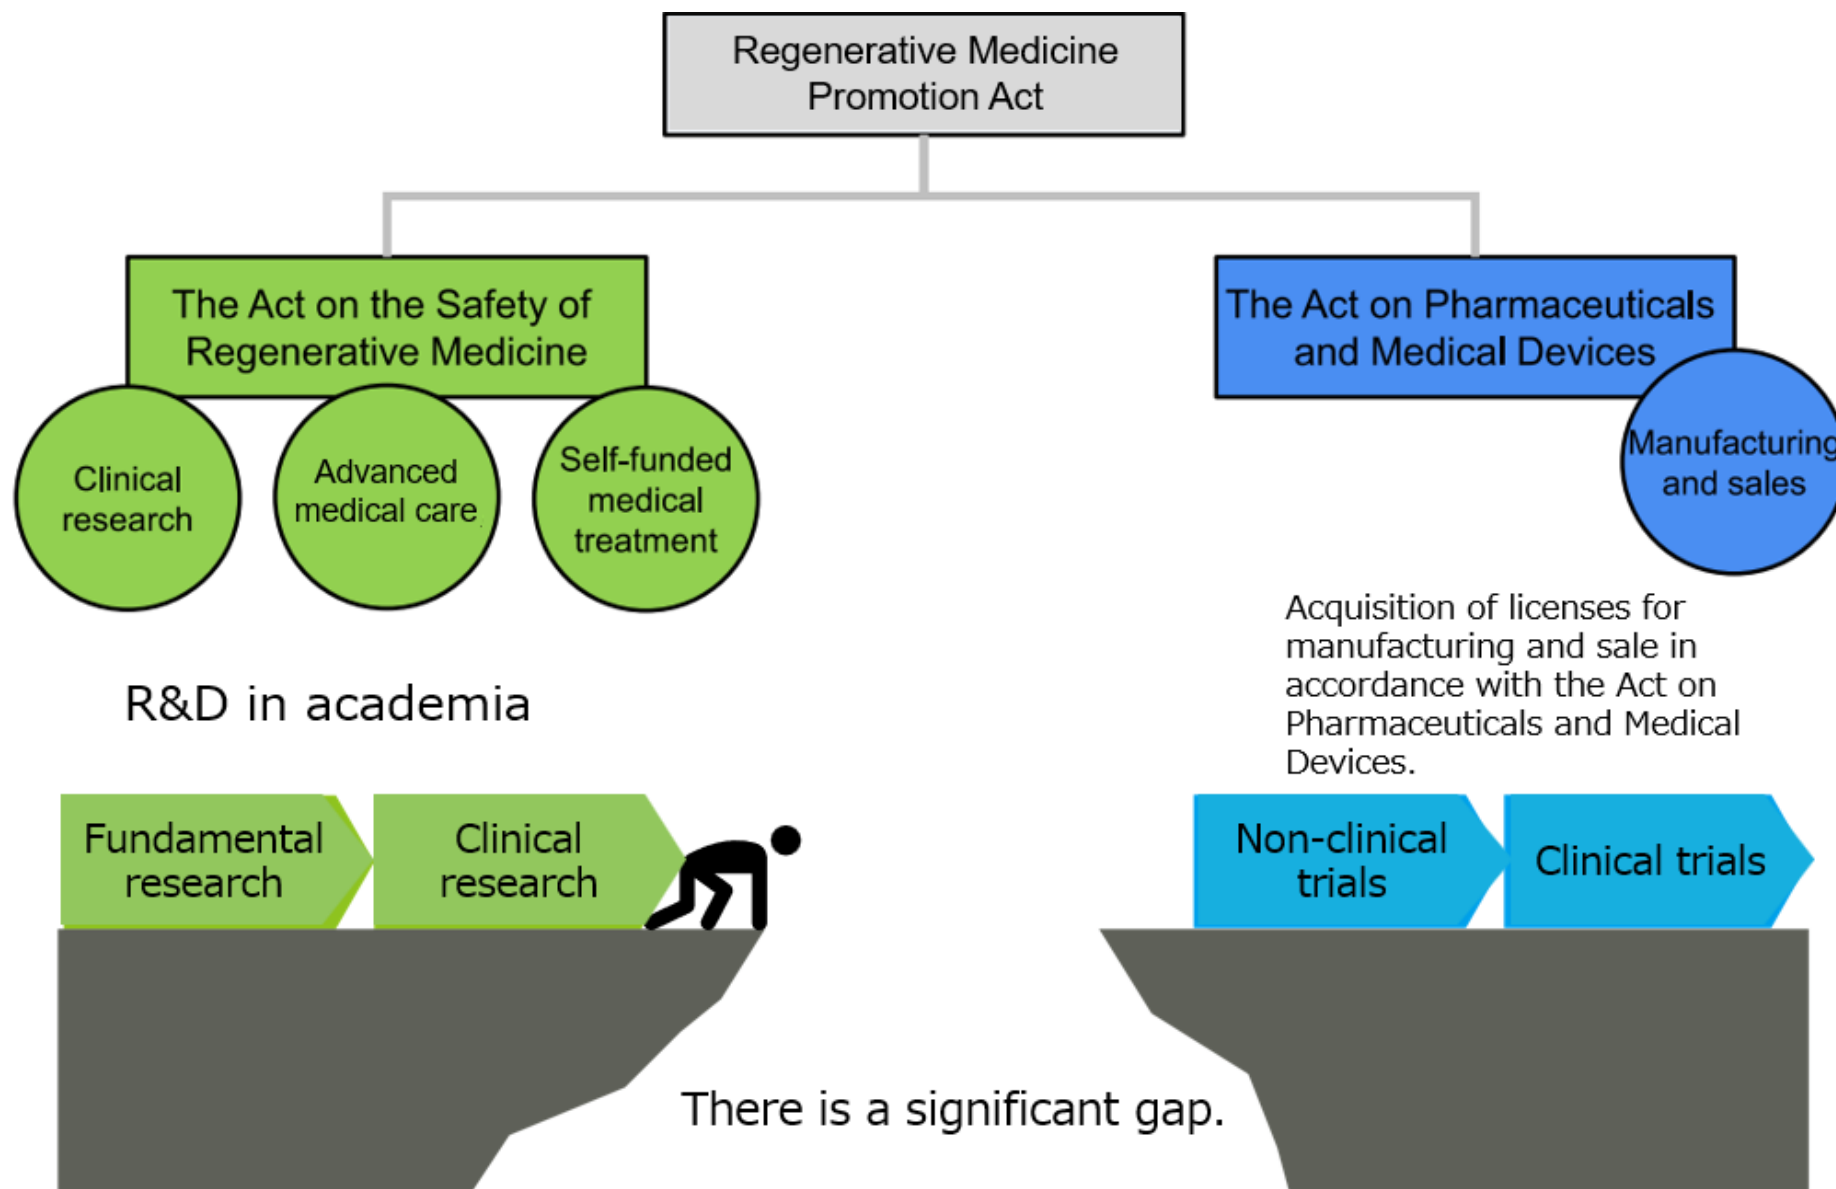 Regenerative Medicine
Promotion Act
The Act on the Safety of
Regenerative Medicine
The Act on Pharmaceuticals
and Medical Devices
Clinical
research
Advanced
medical care
Self-funded
medical
treatment
Manufacturing
and sales
Acquisition of licenses for
manufacturing and sale in
accordance with the Act on
Pharmaceuticals and Medical
Devices.
R&D in academia
Fundamental
research
Clinical
research
Non-clinical
trials
Clinical trials
There is a significant gap.